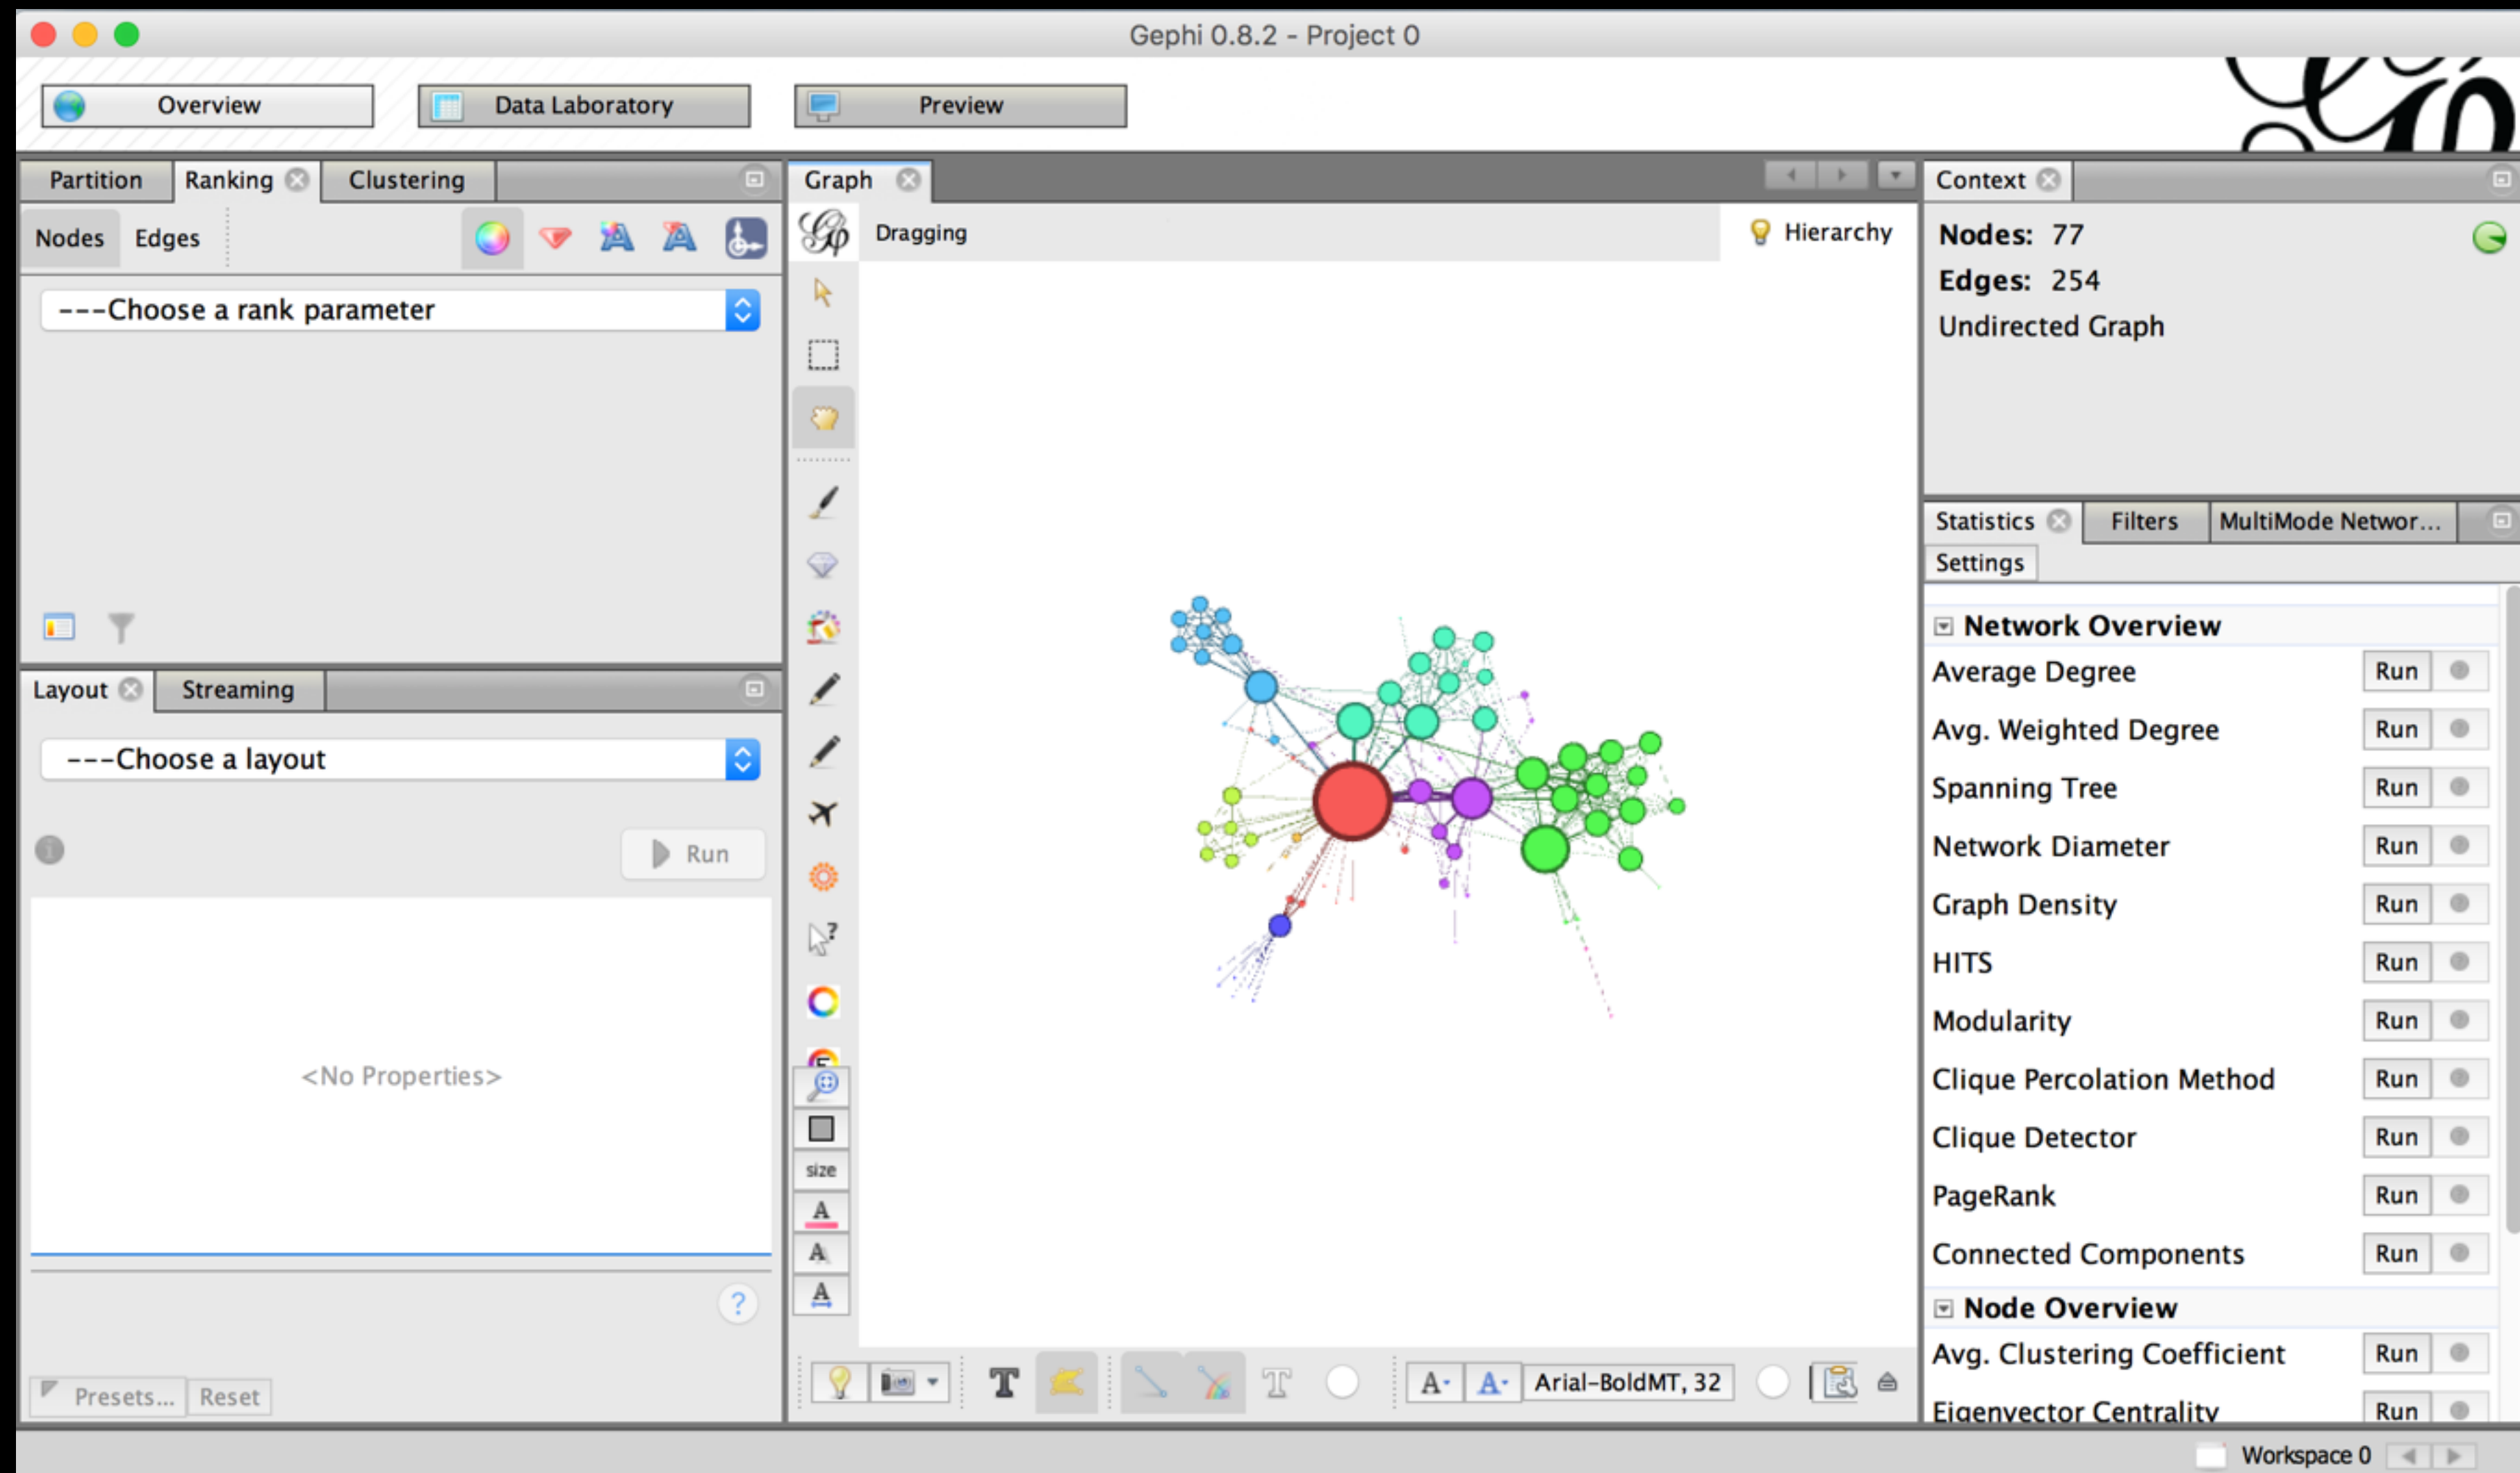 Gephi 0.8.2 - Project 0
Overview
Data Laboratory
Preview
Partition
Ranking
Clustering
Nodes
Edges
---Choose a rank parameter
Layout
Streaming
---Choose a layout
Run
<No Properties>
?
Presets...
Reset
Graph
Dragging
Hierarchy
?
size
A
A
A
T
T
A
A
Arial-BoldMT, 32
Context
Nodes: 77
Edges: 254
Undirected Graph
Statistics
Filters
MultiMode Networ...
Settings
Network Overview
Average Degree Run
Avg. Weighted Degree Run
Spanning Tree Run
Network Diameter Run
Graph Density Run
HITS Run
Modularity Run
Clique Percolation Method Run
Clique Detector Run
PageRank Run
Connected Components Run
Node Overview
Avg. Clustering Coefficient Run
Eigenvector Centrality Run
Workspace 0